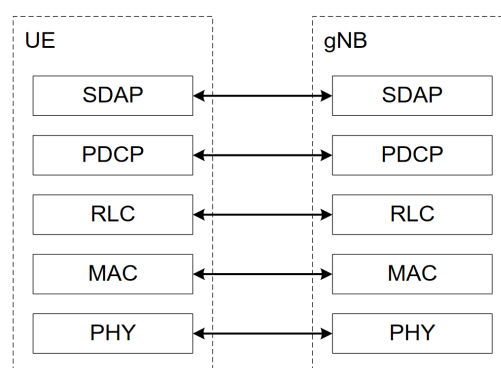 UE gNB
SDAP SDAP
PDCP PDCP
RLC RLC
MAC MAC
PHY PHY